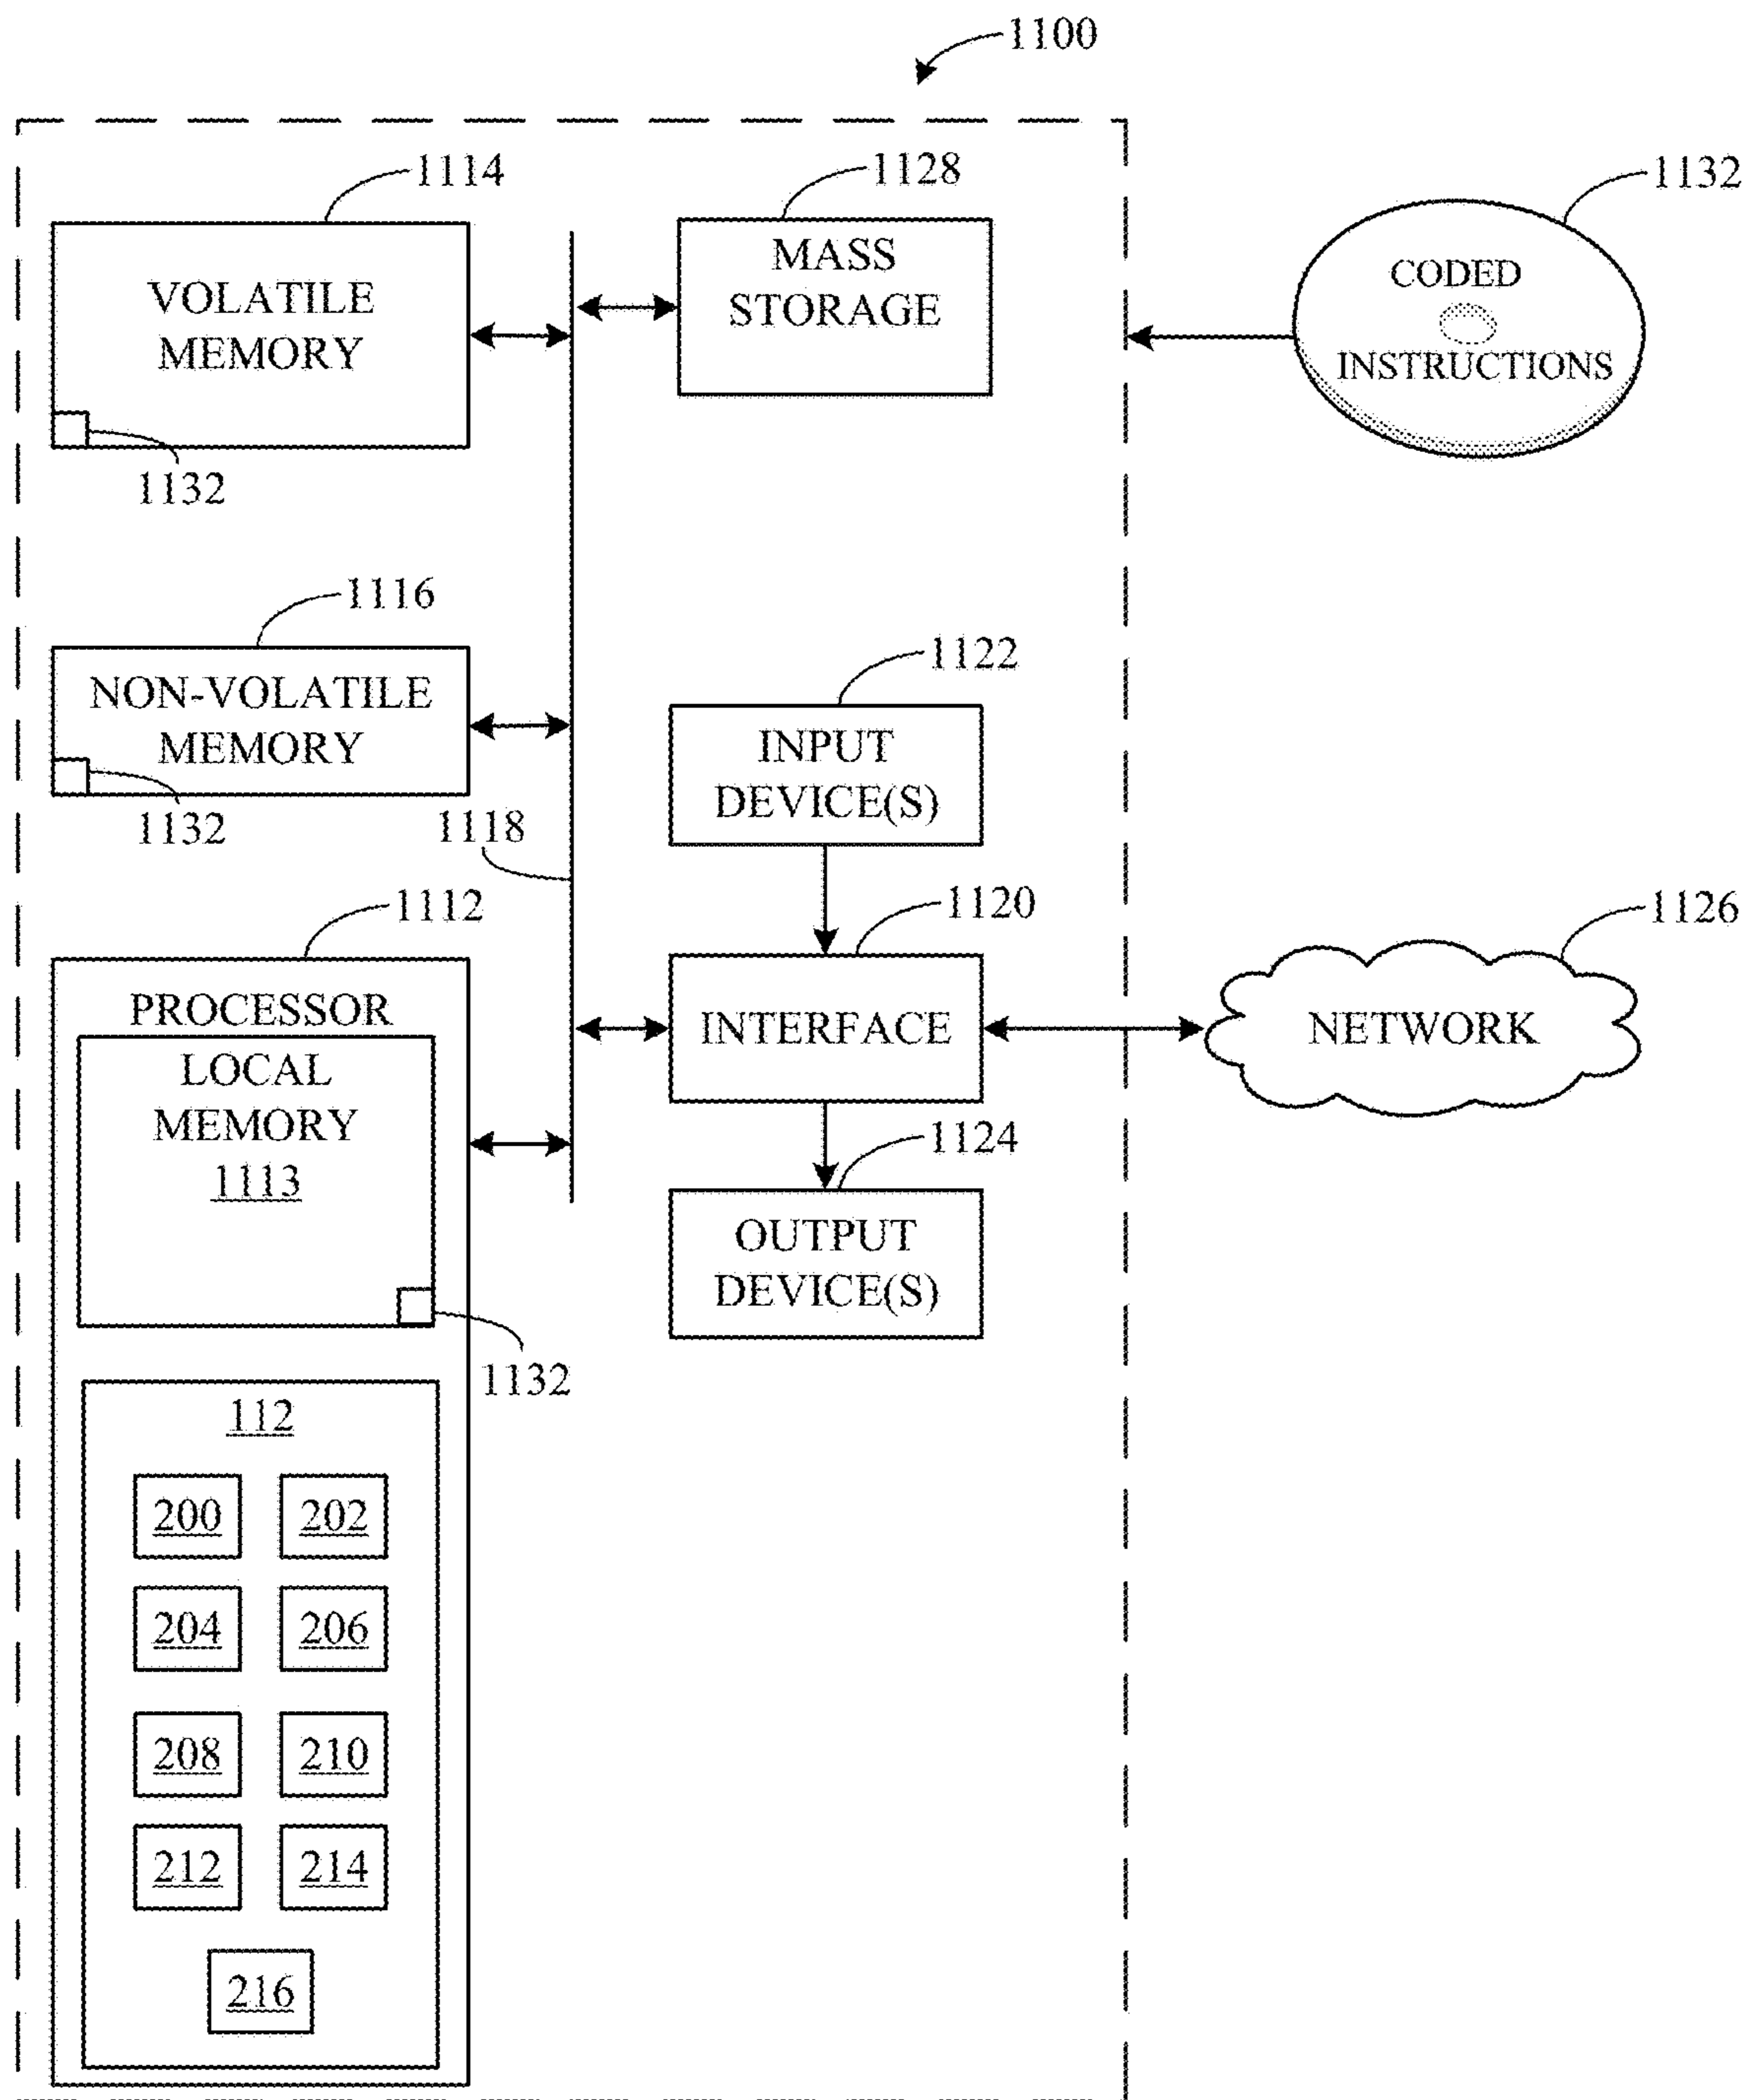 1100
1114
1128
1132
VOLATILE
MEMORY
MASS
STORAGE
CODED
INSTRUCTIONS
1132
1116
NON-VOLATILE
MEMORY
1132
1122
INPUT
DEVICE(S)
1118
1112
1120
1126
PROCESSOR
LOCAL
MEMORY
1113
INTERFACE
NETWORK
1124
OUTPUT
DEVICE(S)
1132
112
200 202
204 206
208 210
212 214
216